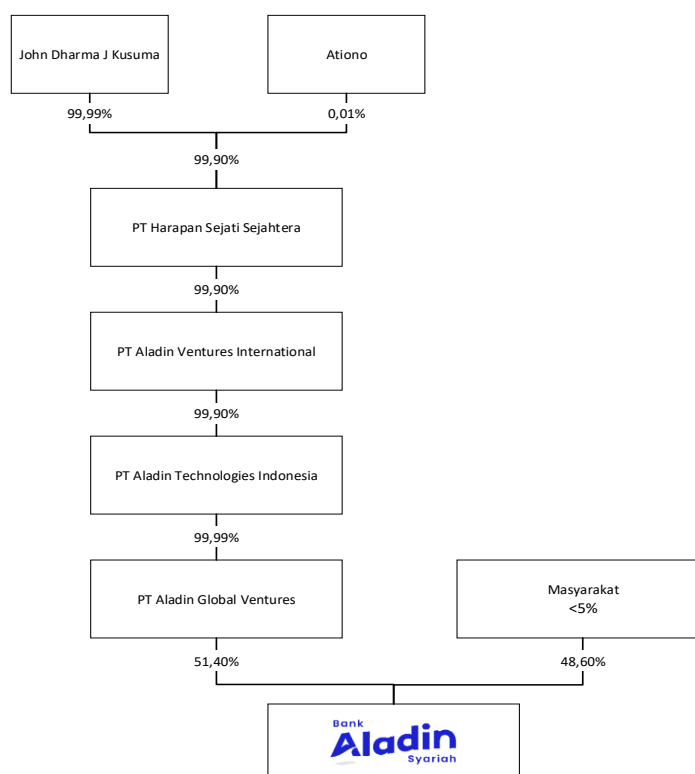 John Dharma J Kusuma
Ationo
99,99%
0,01%
99,90%
PT Harapan Sejati Sejahtera
99,90%
PT Aladin Ventures International
99,90%
PT Aladin Technologies Indonesia
99,99%
PT Aladin Global Ventures
Masyarakat
<5%
51,40%
48,60%
Bank
Aladin
Syariah